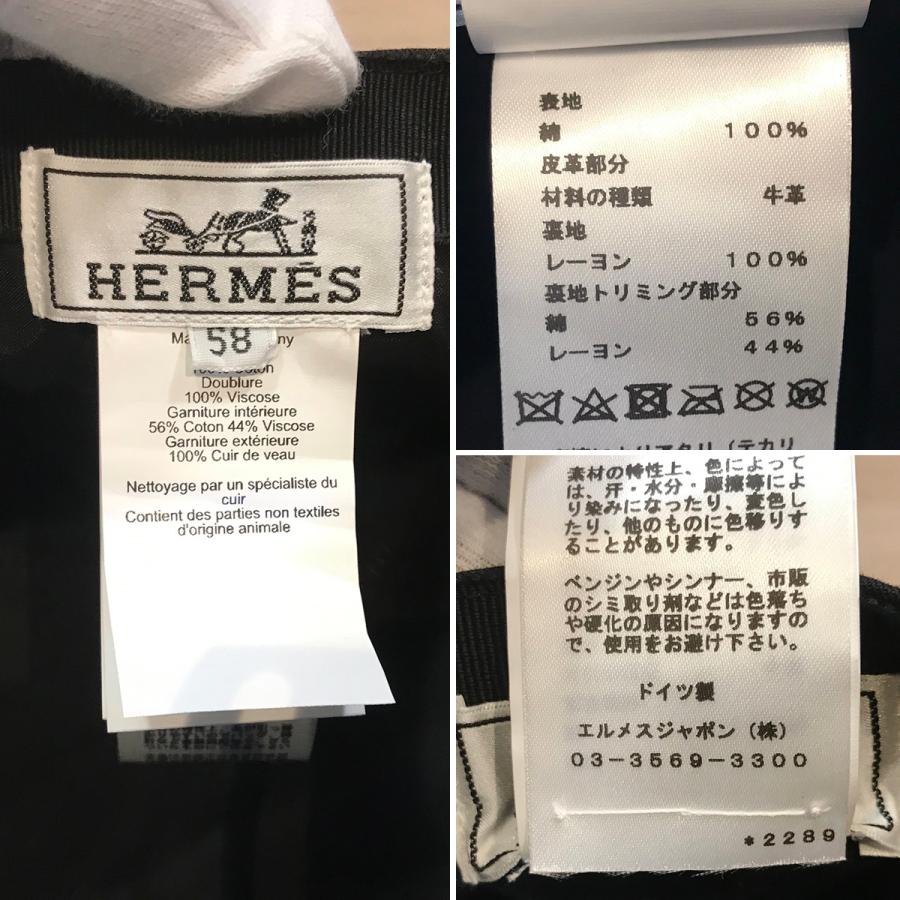 HERMĒS
58
100% Coton
Doublure
100% Viscose
Garniture intérieure
56% Coton 44% Viscose
Garniture extérieure
100% Cuir de veau
Nettoyage par un spécialiste du
cuir
Contient des parties non textiles
d'origine animale
表地
綿 100%
皮革部分
材料の種類 牛革
裏地
レーヨン 100%
裏地トリミング部分
綿 56%
レーヨン 44%
素材の特性上、色によって
は、汗・水分・摩擦等によ
り染みになったり、変色し
たり、他のものに色移りす
ることがあります。
ベンジンやシンナー、市販
のシミ取り剤などは色落ち
や硬化の原因になりますの
で、使用をお避け下さい。
ドイツ製
エルメスジャポン（株）
03-3569-3300
*2289